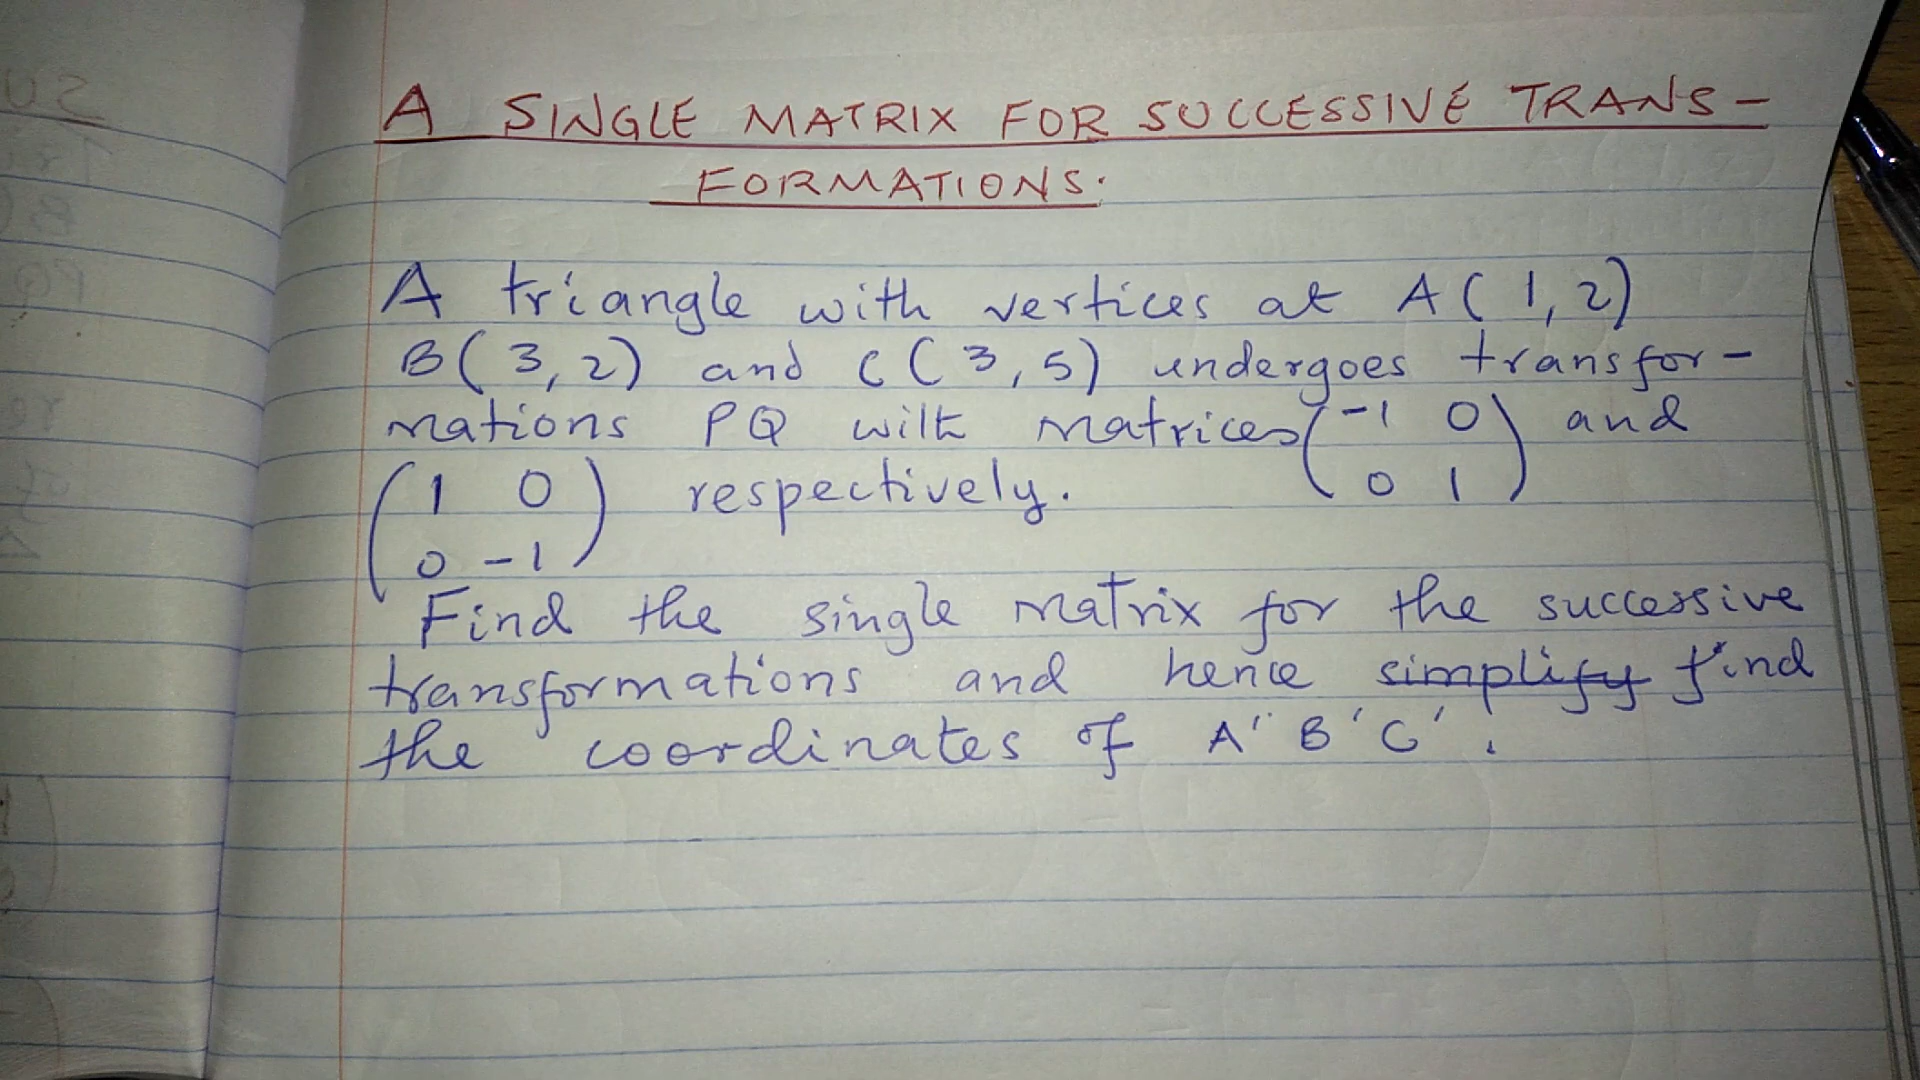 A SINGLE MATRIX FOR SUCCESSIVE TRANS-
FORMATIONS.
A triangle with vertices at A(1,2)
B(3,2) and C(3,5) undergoes transfor-
mations PQ with matrices (-1 0 and
0 1)
(1 0 respectively.
0 -1)
Find the single matrix for the successive
transformations and hence simplify find
the coordinates of A' B' C'.